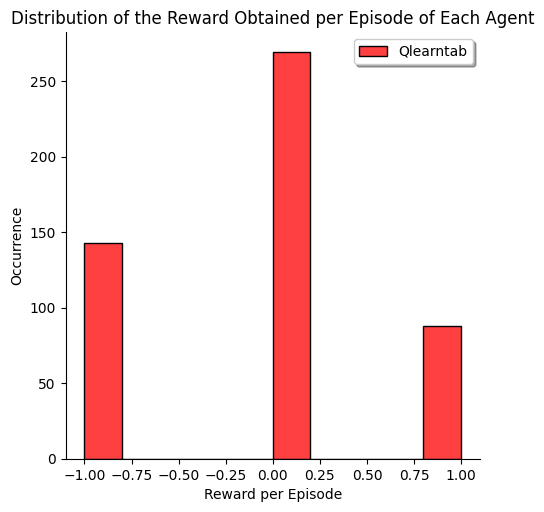 Distribution of the Reward Obtained per Episode of Each Agent
Qlearntab
250
200
150
100
50
0
Occurrence
−1.00 −0.75 −0.50 −0.25 0.00 0.25 0.50 0.75 1.00
Reward per Episode